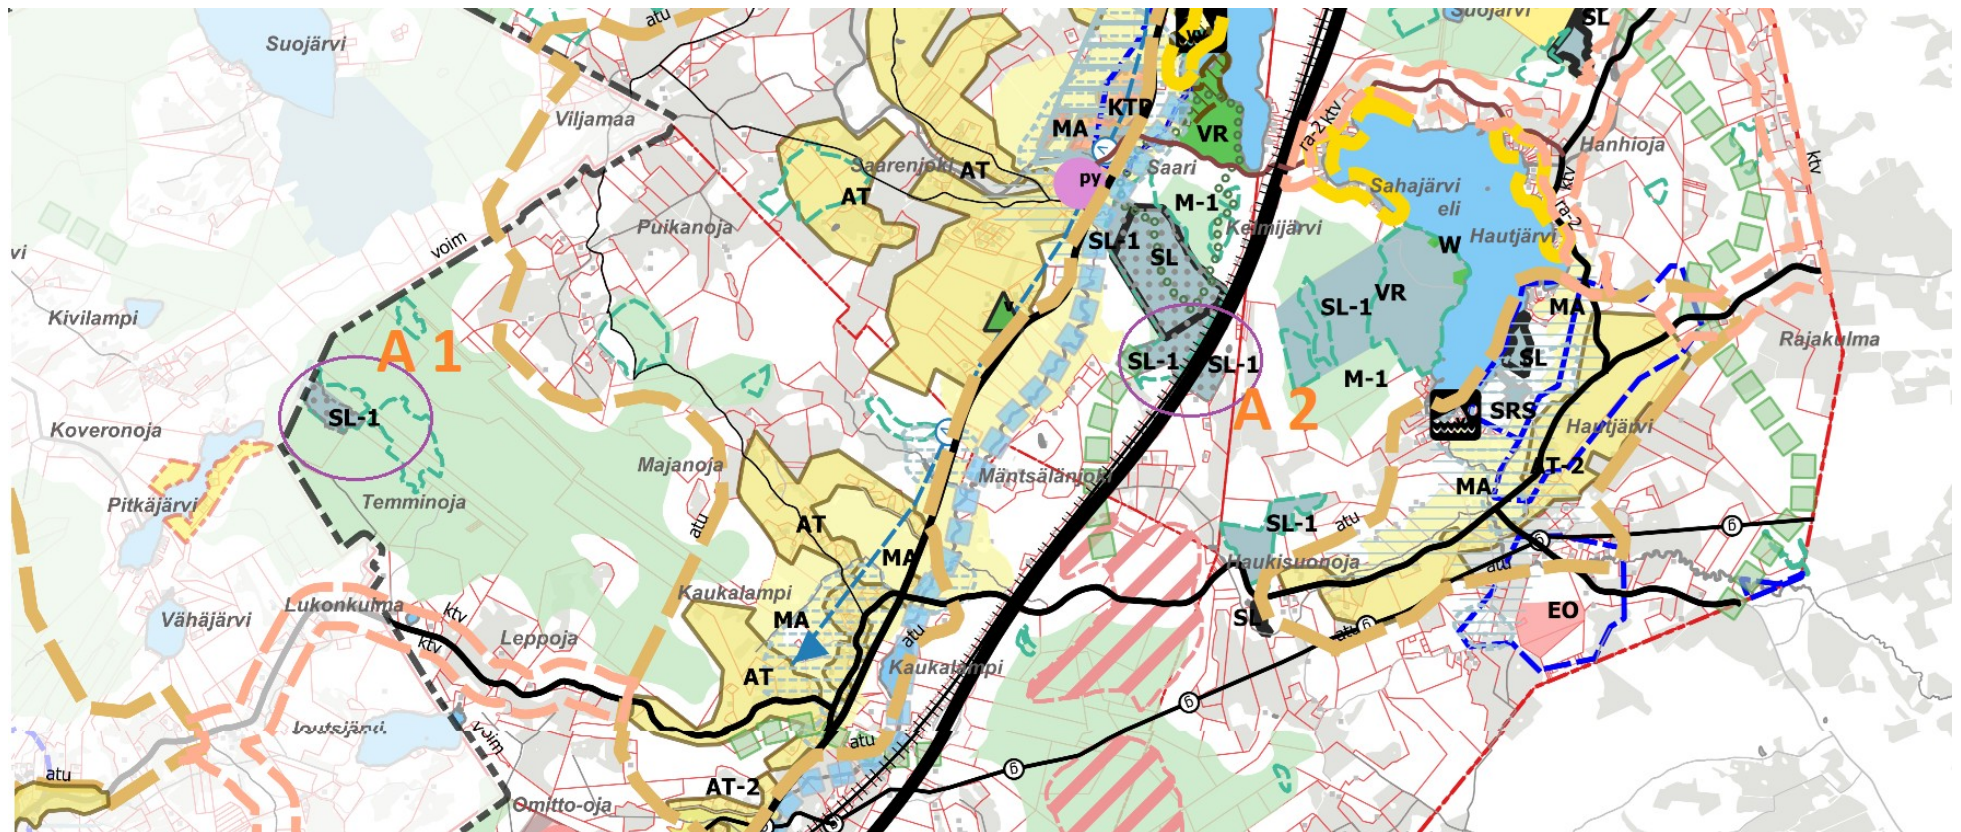 Suojärvi
atu
Suojärvi
SL
Viljamaa
KTP
MA
VR
ktv
ra-2
Hanhioja
ktv
Saarenjoki
AT
Saari
AT
py
M-1
Sahajärvi
eli
Hautjärvi
ktv
ra-2
voim
Puikanoja
SL-1
SL
Kelmijärvi
W
vi
Kivilampi
v
SL-1
VR
MA
Rajakulma
A 1
SL-1
SL-1
SL
M-1
SL-1
A 2
SRS
Hautjärvi
Koveronoja
Majanoja
Mäntsälänjoki
AT-2
MA
Pitkäjärvi
Temminoja
atu
AT
SL-1
atu
g
g
MA
Haukisuonoja
atu
Kaukalampi
Lukonkulma
ktv
Vähäjärvi
MA
EO
SL
g
atu
ktv
Leppoja
atu
Kaukalampi
AT
g
Joutsjärvi
voim
atu
atu
g
AT-2
Omitto-oja